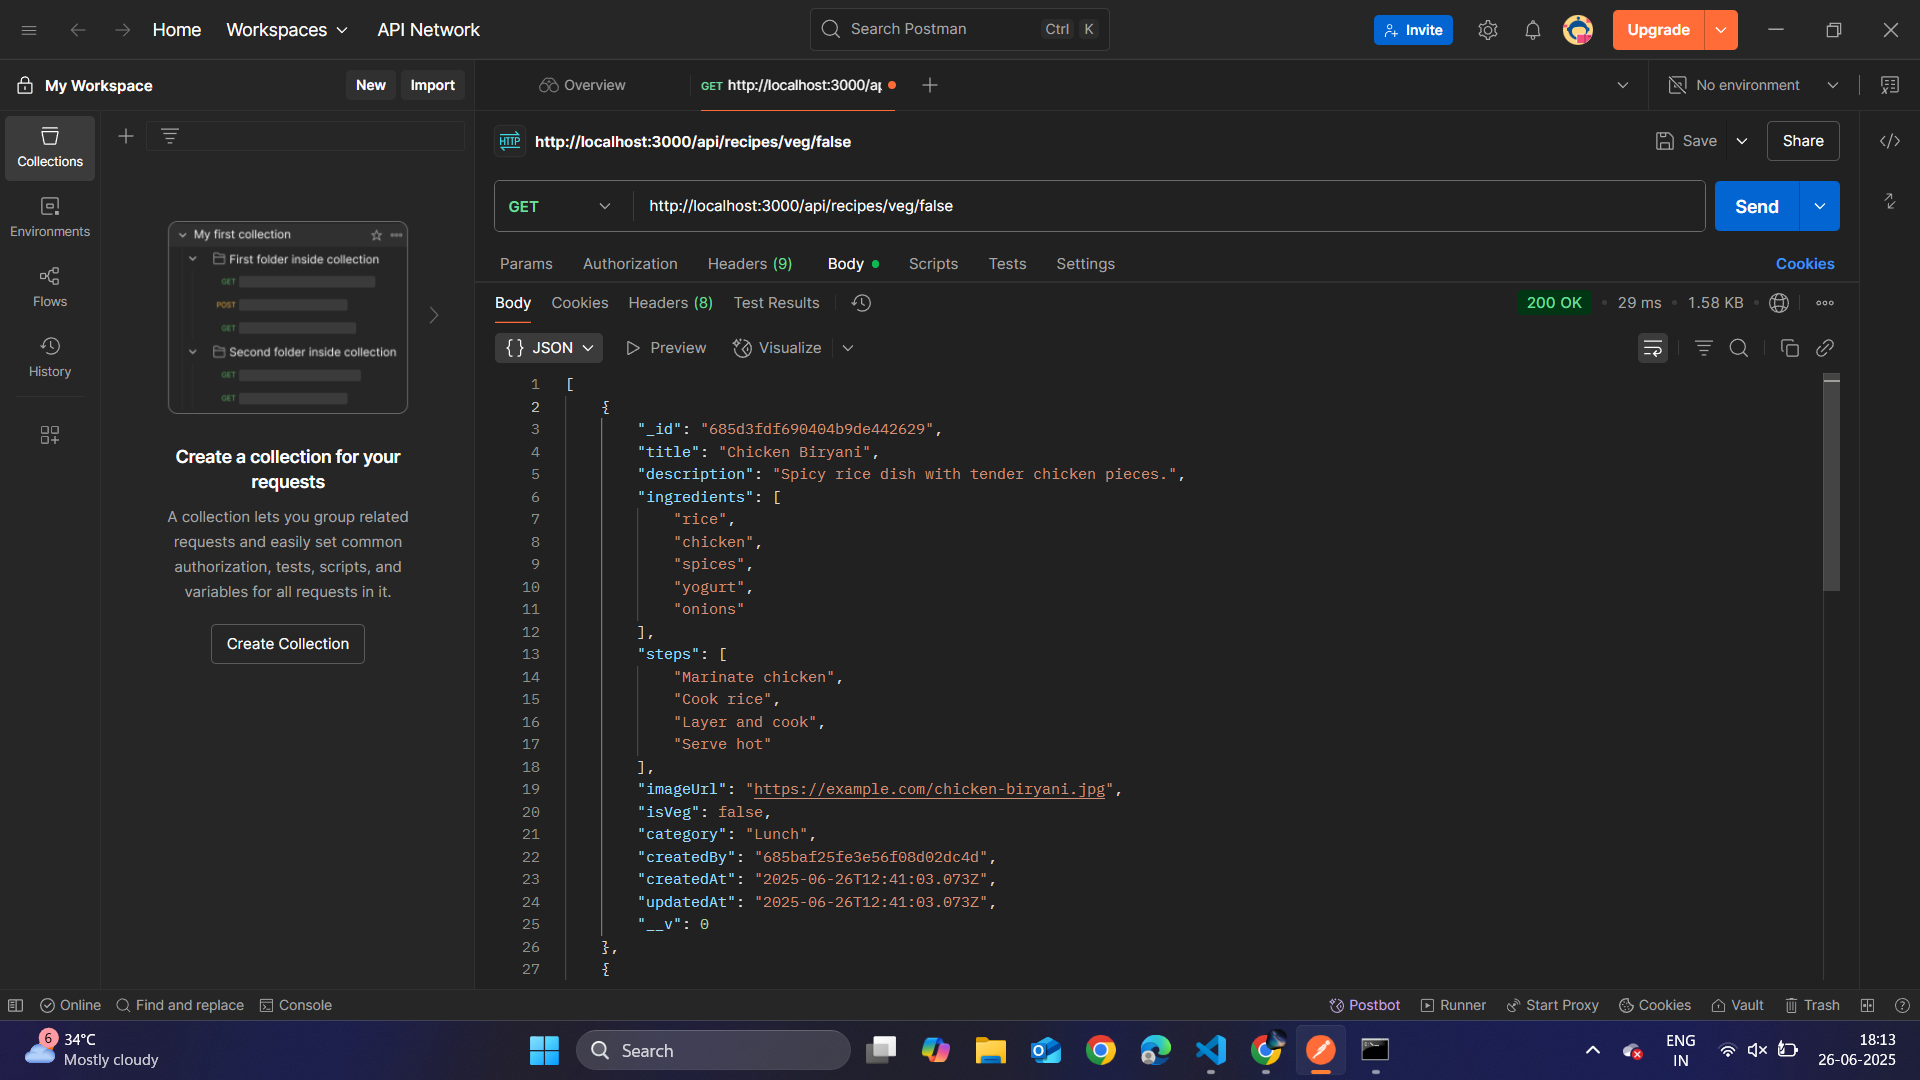 Home Workspaces API Network Search Postman Ctrl K Invite Upgrade
My Workspace New Import Overview GET http://localhost:3000/ap No environment
Collections
Environments
Flows
History
My first collection
First folder inside collection
GET
POST
GET
Second folder inside collection
GET
GET
Create a collection for your
requests
A collection lets you group related
requests and easily set common
authorization, tests, scripts, and
variables for all requests in it.
Create Collection
HTTP http://localhost:3000/api/recipes/veg/false Save Share
GET http://localhost:3000/api/recipes/veg/false Send
Params Authorization Headers (9) Body Scripts Tests Settings Cookies
Body Cookies Headers (8) Test Results 200 OK 29 ms 1.58 KB
{} JSON Preview Visualize
1 [
2 {
3 "_id": "685d3fdf690404b9de442629",
4 "title": "Chicken Biryani",
5 "description": "Spicy rice dish with tender chicken pieces.",
6 "ingredients": [
7 "rice",
8 "chicken",
9 "spices",
10 "yogurt",
11 "onions"
12 ],
13 "steps": [
14 "Marinate chicken",
15 "Cook rice",
16 "Layer and cook",
17 "Serve hot"
18 ],
19 "imageUrl": "https://example.com/chicken-biryani.jpg",
20 "isVeg": false,
21 "category": "Lunch",
22 "createdBy": "685baf25fe3e56f08d02dc4d",
23 "createdAt": "2025-06-26T12:41:03.073Z",
24 "updatedAt": "2025-06-26T12:41:03.073Z",
25 "__v": 0
26 },
27 {
Online Find and replace Console Postbot Runner Start Proxy Cookies Vault Trash
6 34°C
Mostly cloudy
Search
ENG
IN
18:13
26-06-2025